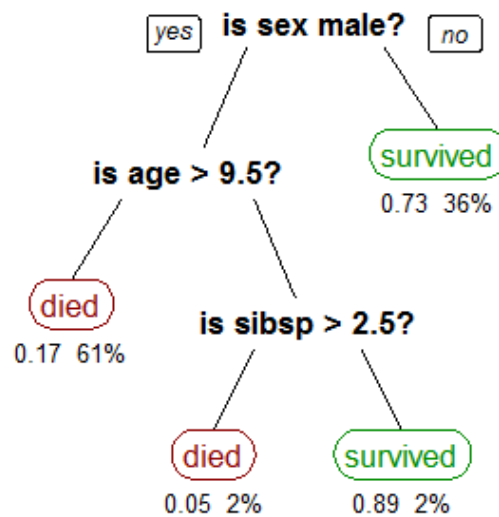 yes is sex male? no
survived
0.73 36%
is age > 9.5?
died
0.17 61%
is sibsp > 2.5?
died survived
0.05 2% 0.89 2%